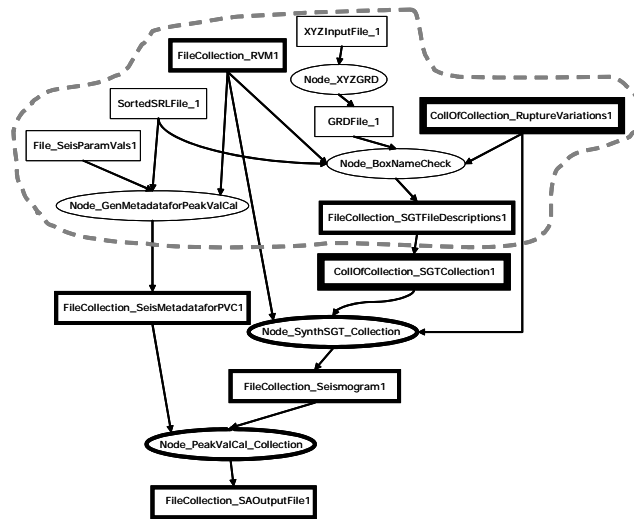 XYZInputFile_1
FileCollection_RVM1
Node_XYZGRD
SortedSRLFile_1
GRDFile_1
CollOfCollection_RuptureVariations1
File_SeisParamVals1
Node_BoxNameCheck
Node_GenMetadataforPeakValCal
FileCollection_SGTFileDescriptions1
CollOfCollection_SGTCollection1
FileCollection_SeisMetadataforPVC1
Node_SynthSGT_Collection
FileCollection_Seismogram1
Node_PeakValCal_Collection
FileCollection_SAOutputFile1